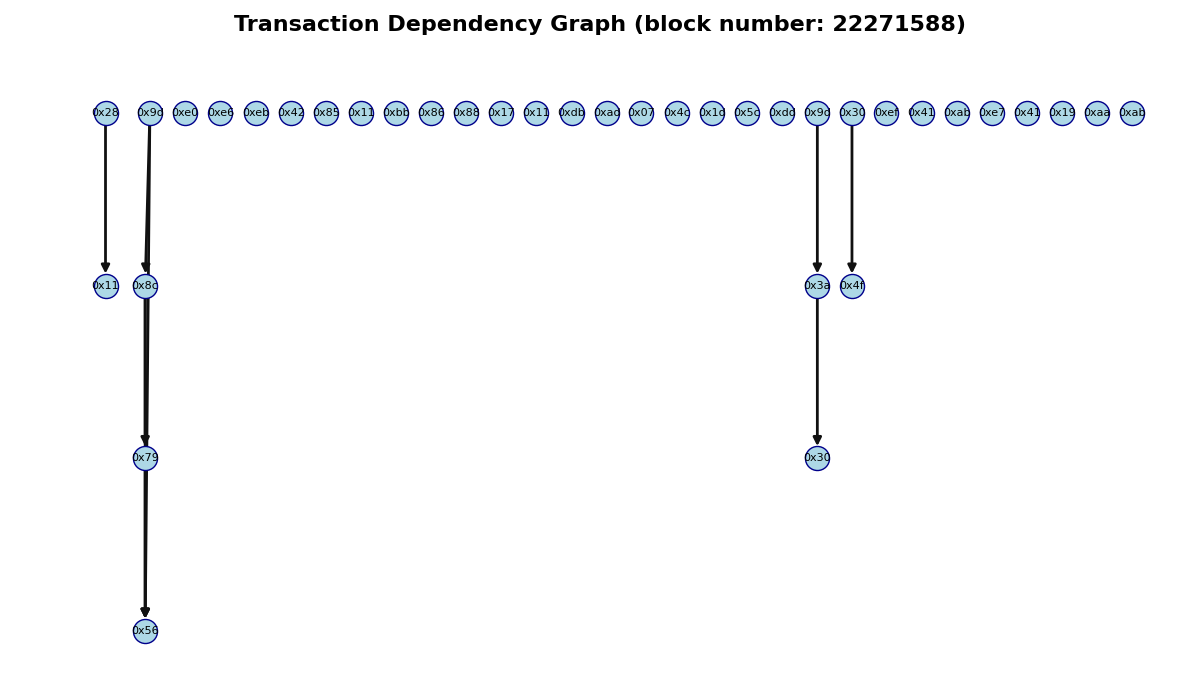 Transaction Dependency Graph (block number: 22271588)
0x28 0x9d 0xe0 0xe6 0xeb 0x42 0x85 0x11 0xbb 0x86 0x88 0x17 0x11 0xdb 0xad 0x07 0x4c 0x1d 0x5c 0xdd 0x9d 0x30 0xef 0x41 0xab 0xe7 0x41 0x19 0xaa 0xab
0x11 0x8c 0x3a 0x4f
0x79 0x30
0x56